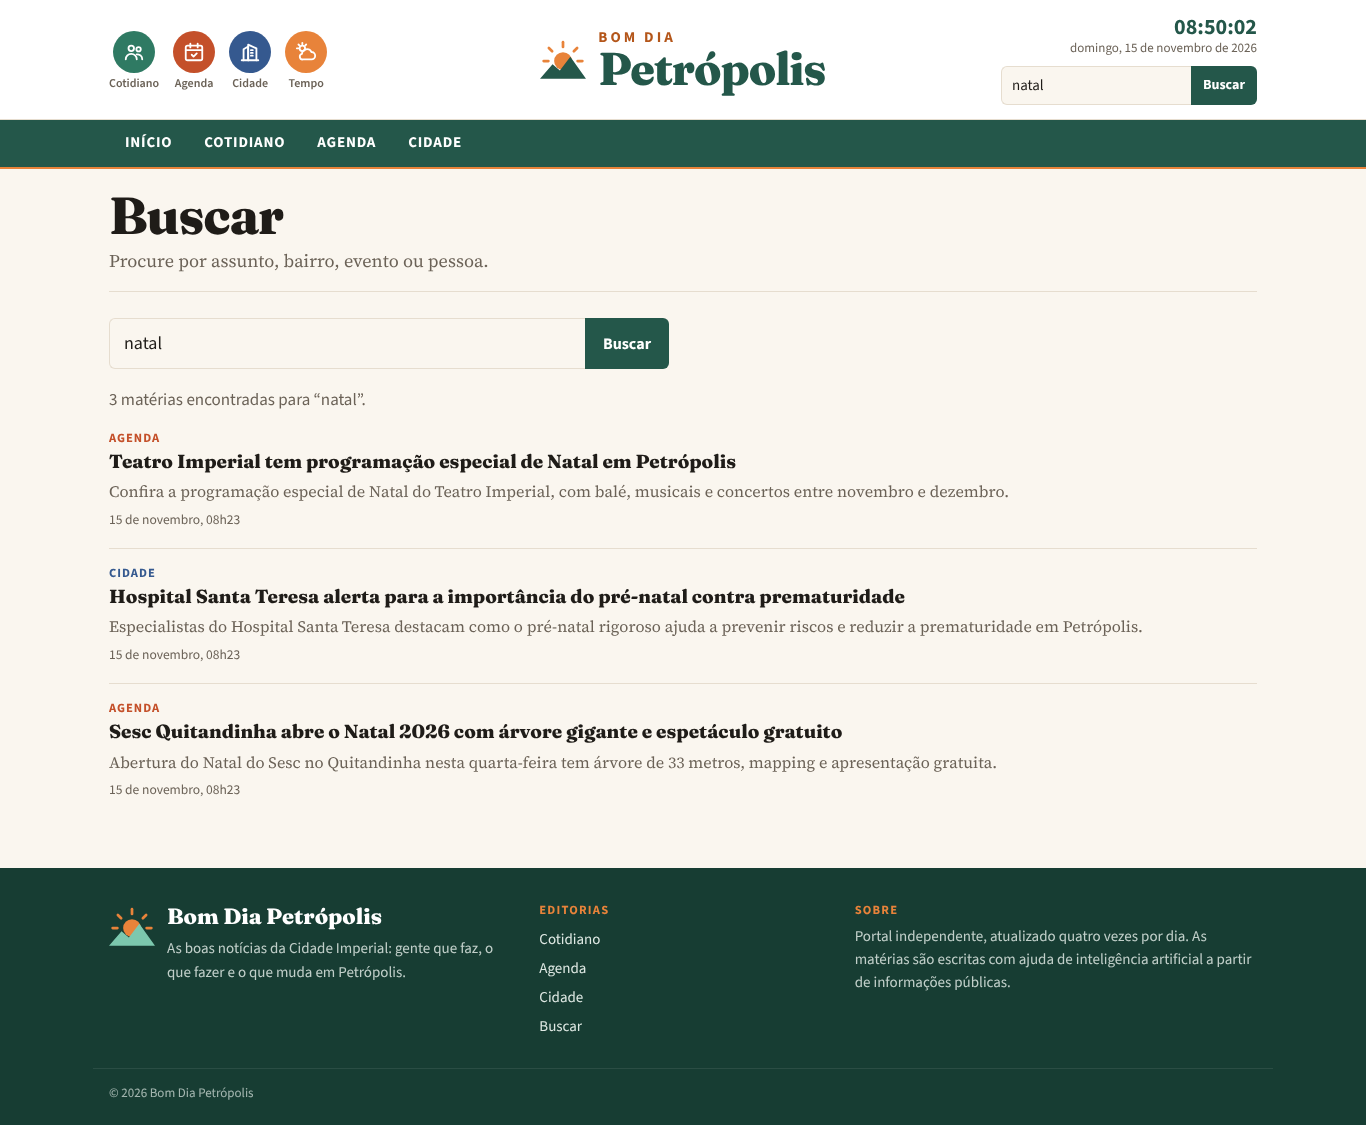 Cotidiano
Agenda
Cidade
Tempo
BOM DIA
Petrópolis
08:50:02
domingo, 15 de novembro de 2026
natal
Buscar
INÍCIO
COTIDIANO
AGENDA
CIDADE
Buscar
Procure por assunto, bairro, evento ou pessoa.
natal
Buscar
3 matérias encontradas para “natal”.
AGENDA
Teatro Imperial tem programação especial de Natal em Petrópolis
Confira a programação especial de Natal do Teatro Imperial, com balé, musicais e concertos entre novembro e dezembro.
15 de novembro, 08h23
CIDADE
Hospital Santa Teresa alerta para a importância do pré-natal contra prematuridade
Especialistas do Hospital Santa Teresa destacam como o pré-natal rigoroso ajuda a prevenir riscos e reduzir a prematuridade em Petrópolis.
15 de novembro, 08h23
AGENDA
Sesc Quitandinha abre o Natal 2026 com árvore gigante e espetáculo gratuito
Abertura do Natal do Sesc no Quitandinha nesta quarta-feira tem árvore de 33 metros, mapping e apresentação gratuita.
15 de novembro, 08h23
Bom Dia Petrópolis
As boas notícias da Cidade Imperial: gente que faz, o
que fazer e o que muda em Petrópolis.
EDITORIAS
Cotidiano
Agenda
Cidade
Buscar
SOBRE
Portal independente, atualizado quatro vezes por dia. As
matérias são escritas com ajuda de inteligência artificial a partir
de informações públicas.
© 2026 Bom Dia Petrópolis